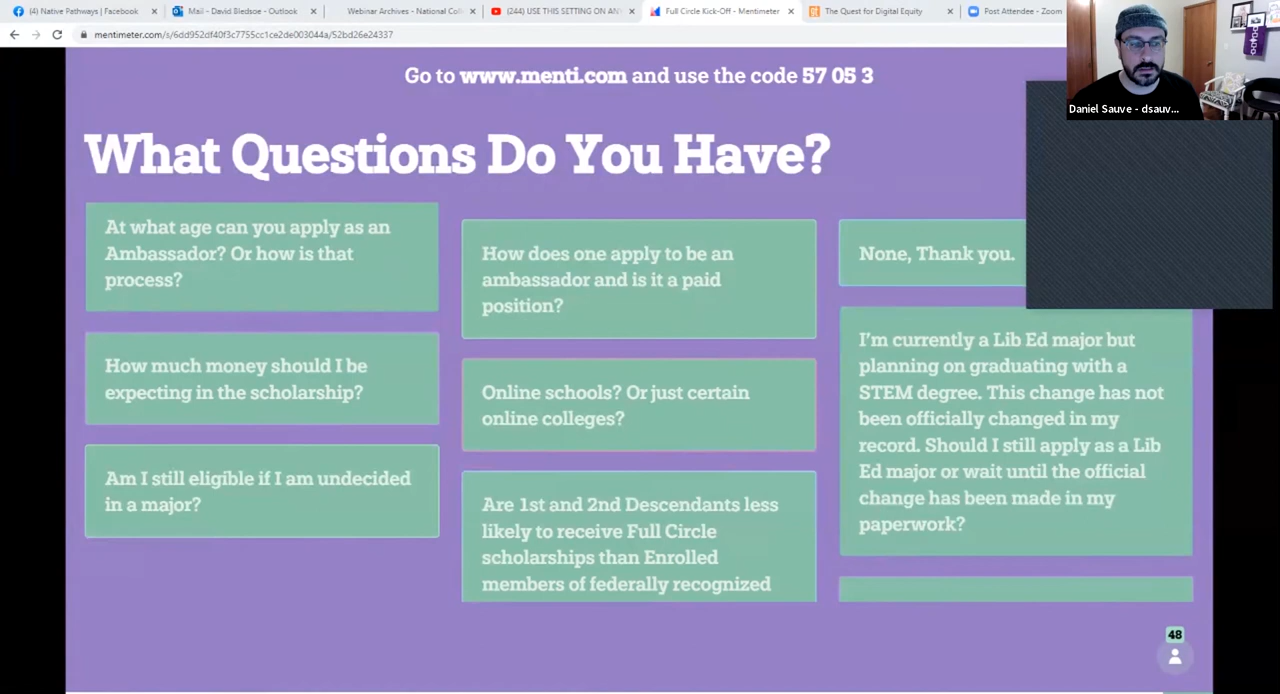 (4) Native Pathways | Facebook
Mail - David Bledsoe - Outlook
Webinar Archives - National Coll
(244) USE THIS SETTING ON AN
Full Circle Kick-Off - Mentimeter
The Quest for Digital Equity
Post Attendee - Zoom
mentimeter.com/s/6dd952df40f3c7755cc1ce2de003044a/52bd26e24337
Daniel Sauve - dsauv...
Go to www.menti.com and use the code 57 05 3
What Questions Do You Have?
At what age can you apply as an
Ambassador? Or how is that
process?
How much money should I be
expecting in the scholarship?
Am I still eligible if I am undecided
in a major?
How does one apply to be an
ambassador and is it a paid
position?
Online schools? Or just certain
online colleges?
Are 1st and 2nd Descendants less
likely to receive Full Circle
scholarships than Enrolled
members of federally recognized
None, Thank you.
I'm currently a Lib Ed major but
planning on graduating with a
STEM degree. This change has not
been officially changed in my
record. Should I still apply as a Lib
Ed major or wait until the official
change has been made in my
paperwork?
48